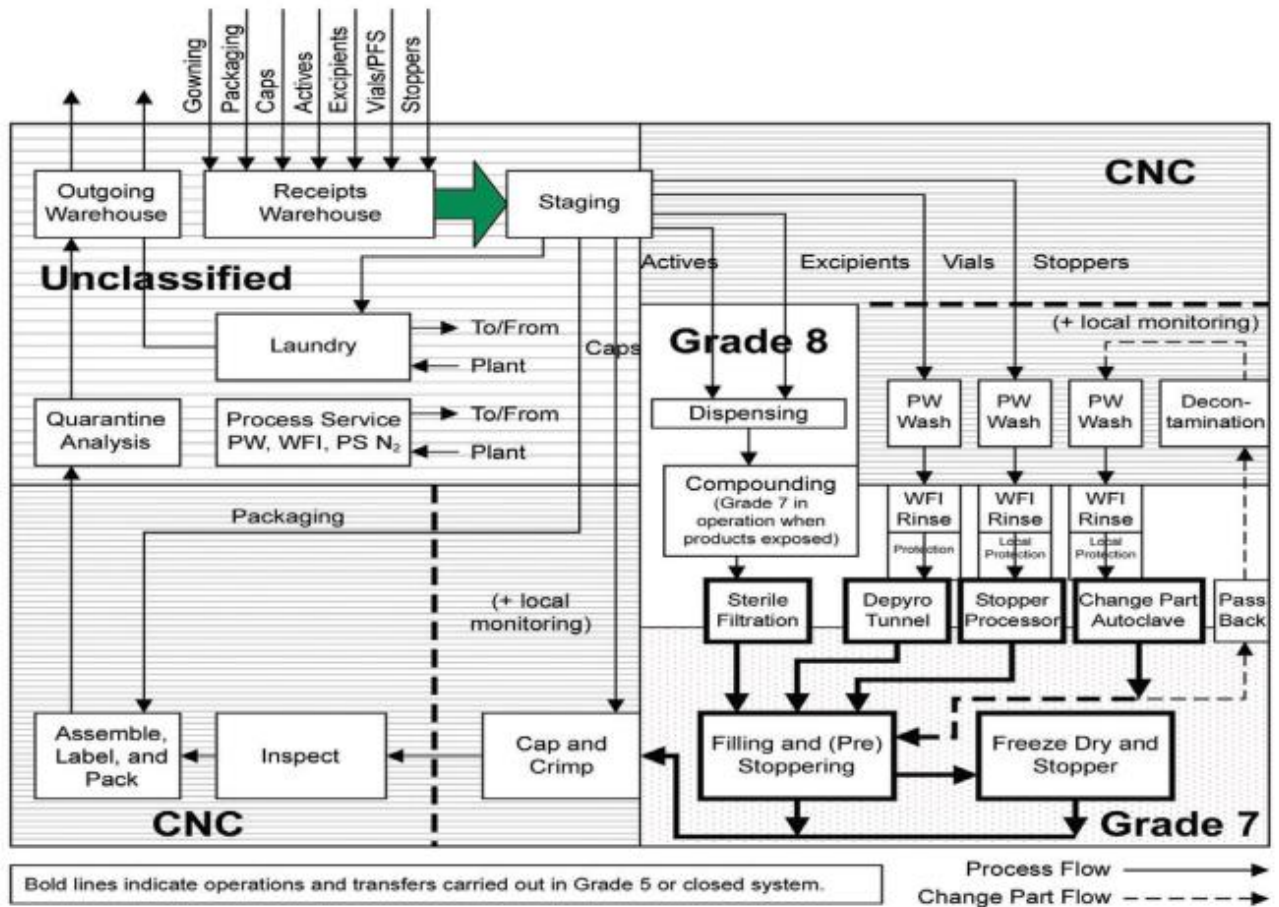 Gowning
Packaging
Caps
Actives
Excipients
Vials/PFS
Stoppers
CNC
Outgoing
Warehouse
Receipts
Warehouse
Staging
Unclassified
Actives
Excipients
Vials
Stoppers
Laundry
To/From
Plant
Caps
Grade 8
(+ local monitoring)
Quarantine
Analysis
Process Service
PW, WFI, PS N₂
To/From
Plant
Dispensing
PW
Wash
PW
Wash
PW
Wash
Decon-
tamination
Packaging
Compounding
(Grade 7 in
operation when
products exposed)
WFI
Rinse
WFI
Rinse
WFI
Rinse
Protection
Local
Protection
Local
Protection
(+ local
monitoring)
Sterile
Filtration
Depyro
Tunnel
Stopper
Processor
Change Part
Autoclave
Pass
Back
Assemble,
Label, and
Pack
Inspect
Cap and
Crimp
Filling and (Pre)
Stoppering
Freeze Dry and
Stopper
CNC
Grade 7
Bold lines indicate operations and transfers carried out in Grade 5 or closed system.
Process Flow
Change Part Flow